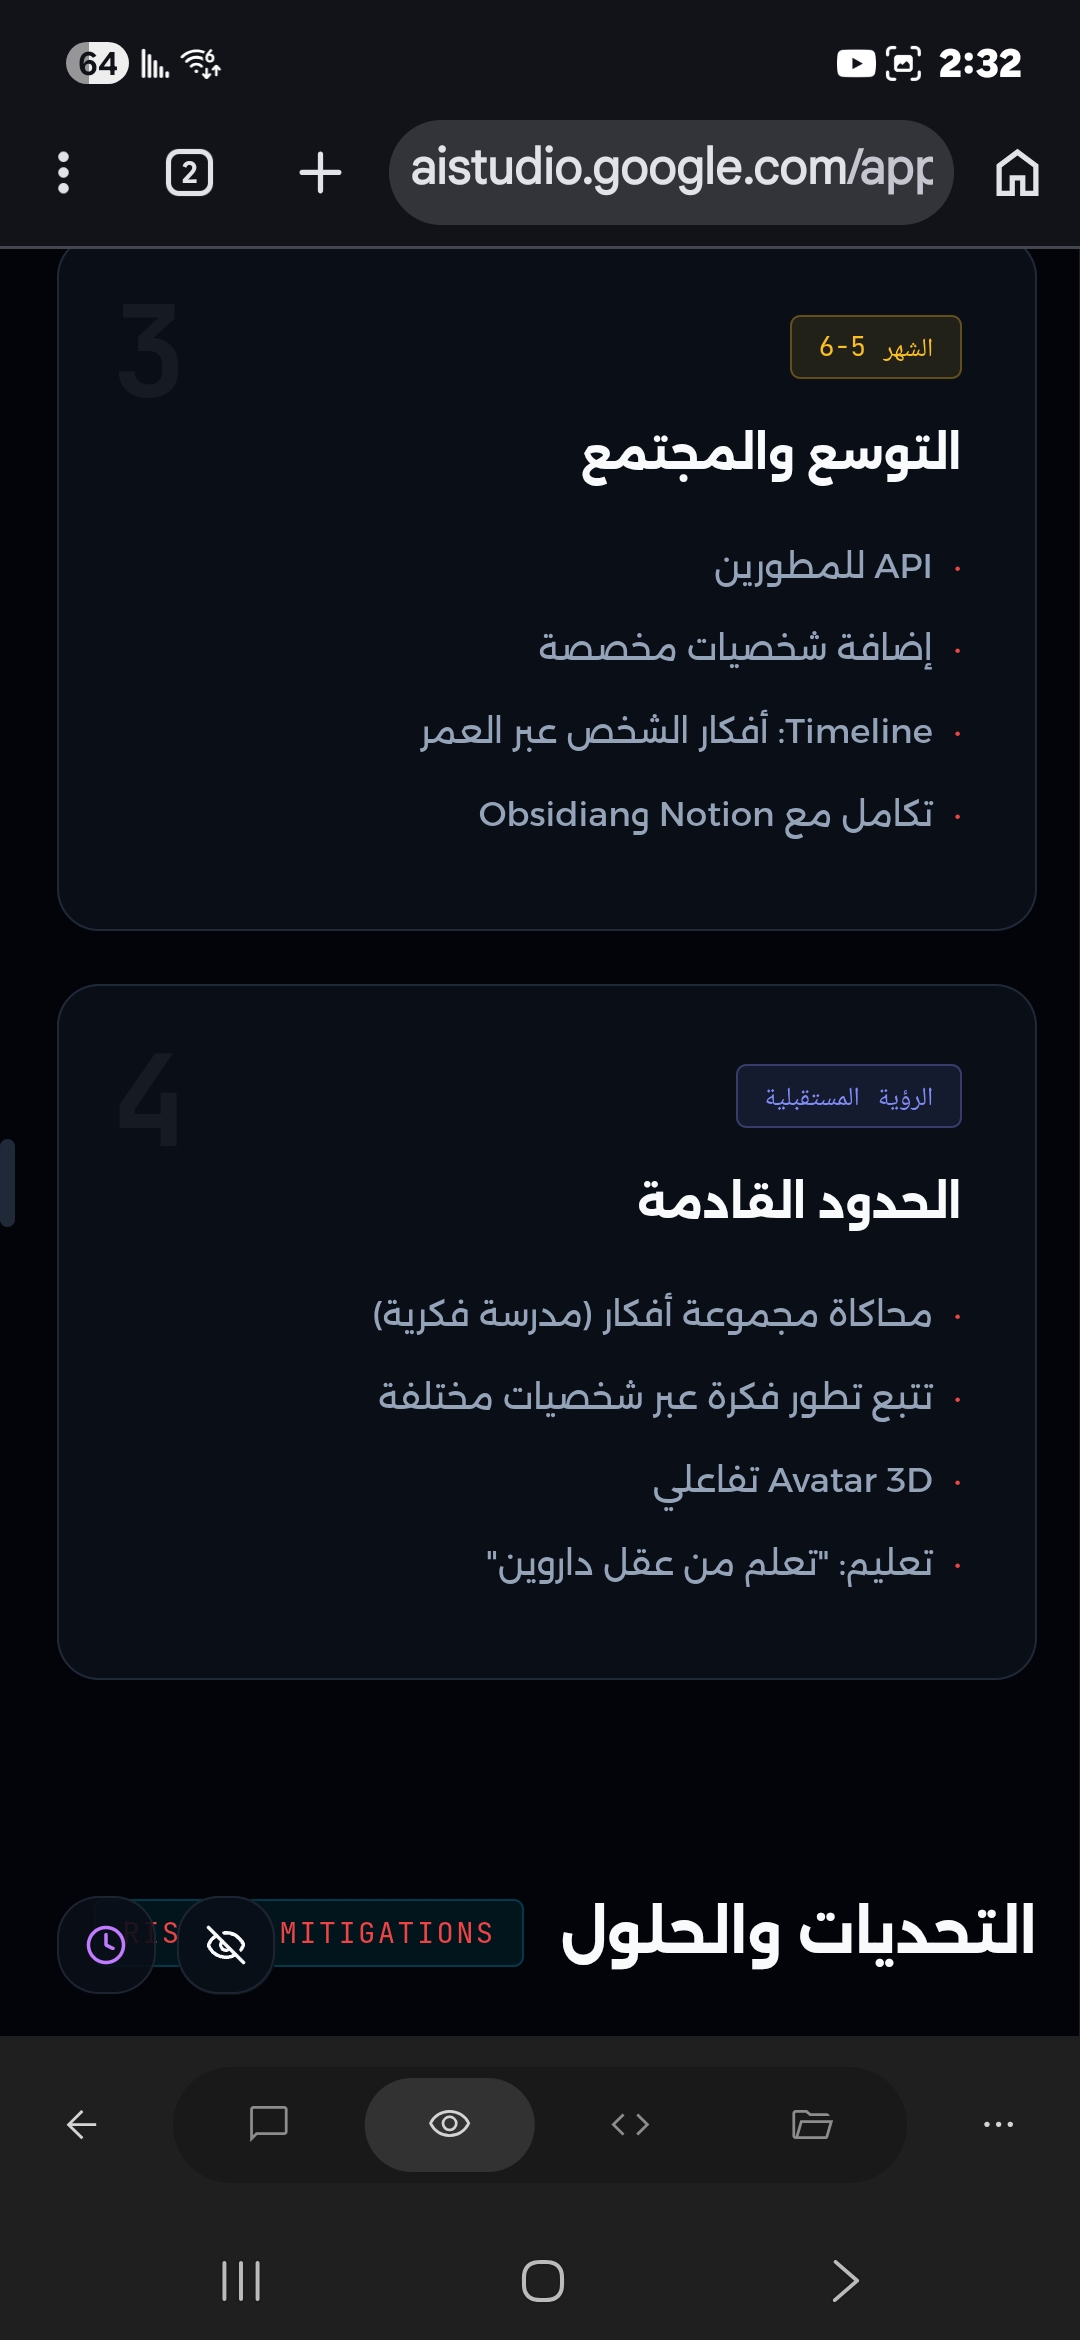 2:32
64
aistudio.google.com/app
2
3
الشهر 5-6
التوسع والمجتمع
API للمطورين
إضافة شخصيات مخصصة
Timeline: أفكار الشخص عبر العمر
تكامل مع Notion وObsidian
4
الرؤية المستقبلية
الحدود القادمة
محاكاة مجموعة أفكار (مدرسة فكرية)
تتبع تطور فكرة عبر شخصيات مختلفة
Avatar 3D تفاعلي
تعليم: "تعلم من عقل داروين"
التحديات والحلول
MITIGATIONS